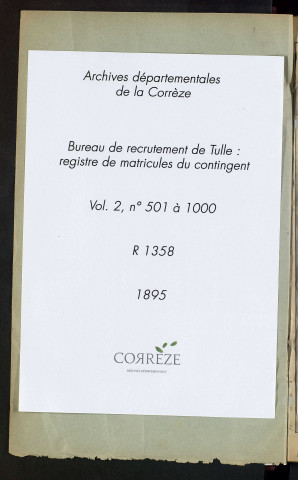 Archives départementales
de la Corrèze
Bureau de recrutement de Tulle :
registre de matricules du contingent
Vol. 2, n° 501 à 1000
R 1358
1895
CORRÈZE